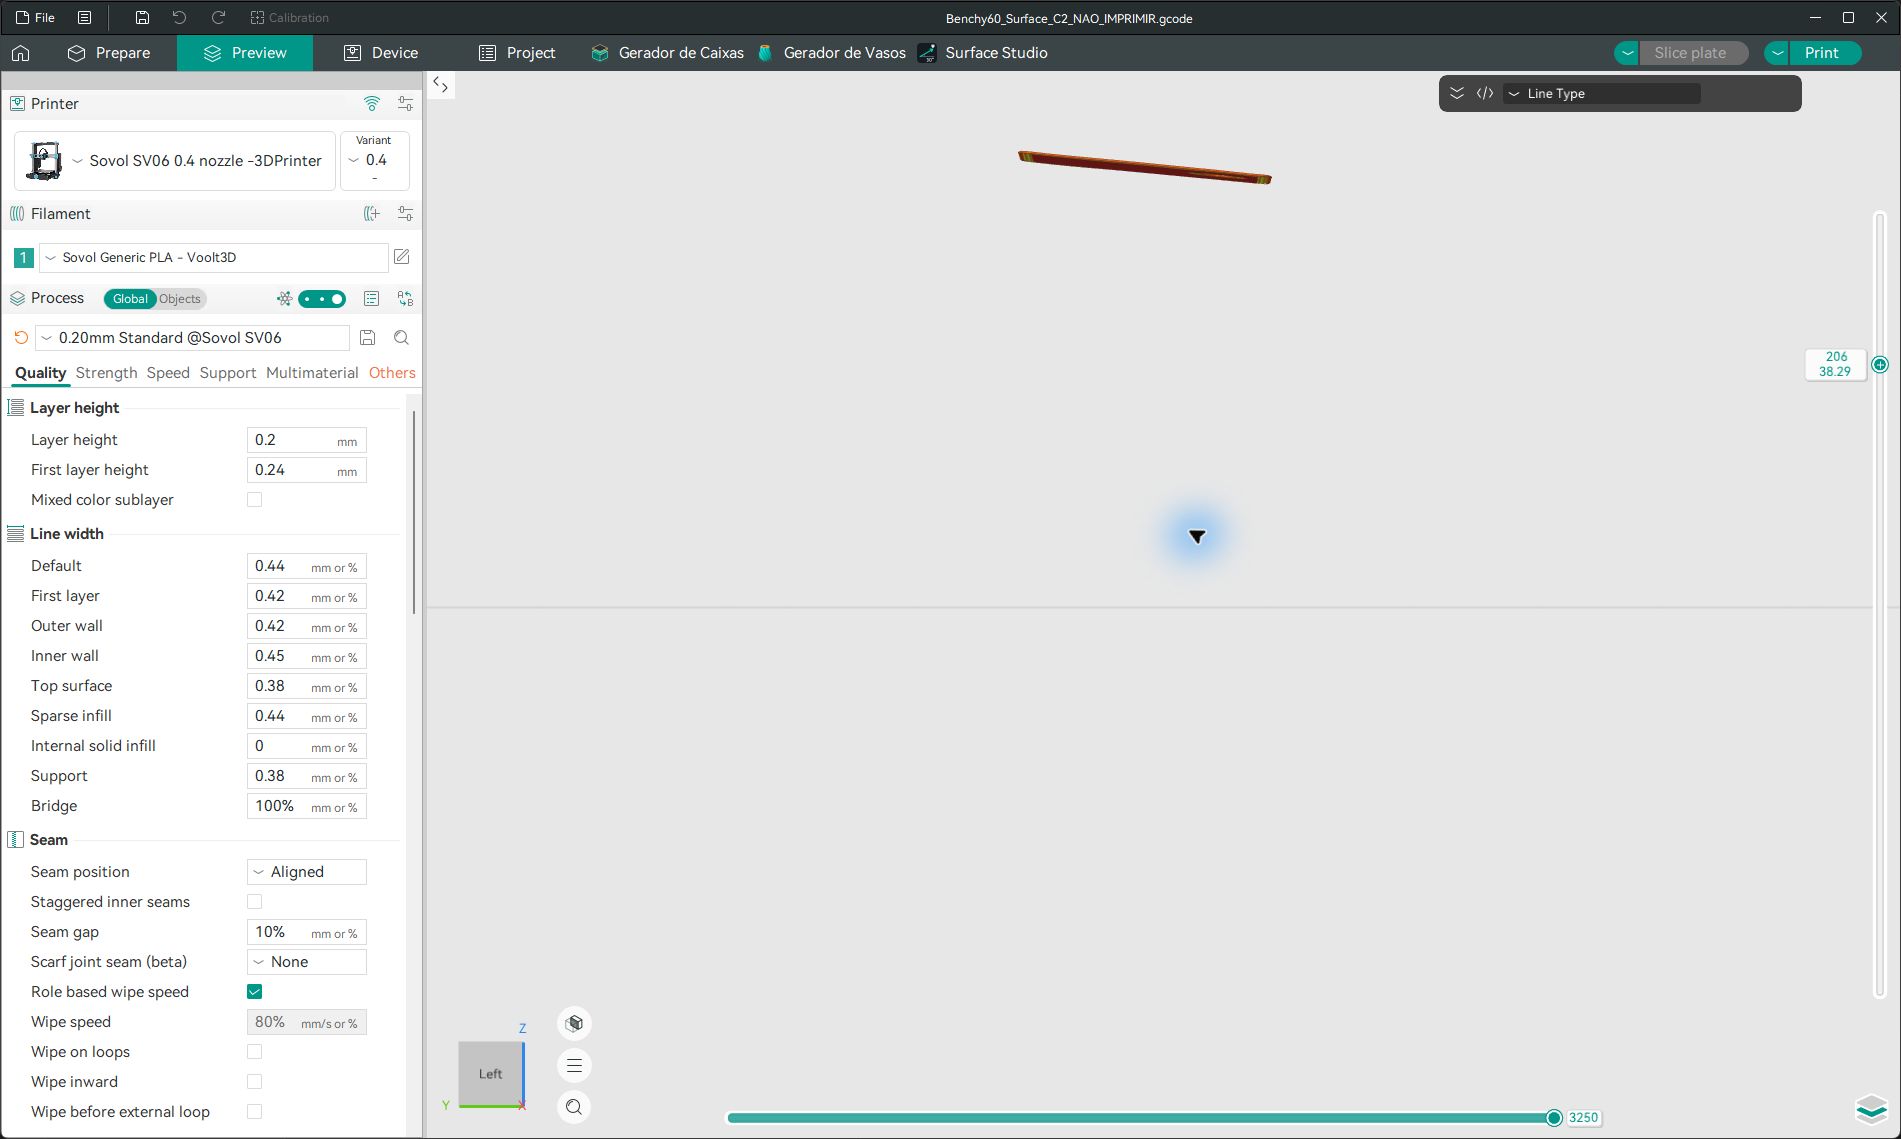 File
Calibration
Benchy60_Surface_C2_NAO_IMPRIMIR.gcode
Prepare
Preview
Device
Project
Gerador de Caixas
Gerador de Vasos
Surface Studio
Slice plate
Print
Printer
Sovol SV06 0.4 nozzle -3DPrinter
Variant
0.4
-
Filament
1
Sovol Generic PLA - Voolt3D
Process
Global
Objects
0.20mm Standard @Sovol SV06
Quality
Strength
Speed
Support
Multimaterial
Others
Layer height
Layer height 0.2 mm
First layer height 0.24 mm
Mixed color sublayer
Line width
Default 0.44 mm or %
First layer 0.42 mm or %
Outer wall 0.42 mm or %
Inner wall 0.45 mm or %
Top surface 0.38 mm or %
Sparse infill 0.44 mm or %
Internal solid infill 0 mm or %
Support 0.38 mm or %
Bridge 100% mm or %
Seam
Seam position Aligned
Staggered inner seams
Seam gap 10% mm or %
Scarf joint seam (beta) None
Role based wipe speed
Wipe speed 80% mm/s or %
Wipe on loops
Wipe inward
Wipe before external loop
Line Type
206
38.29
Z
Left
Y
X
3250